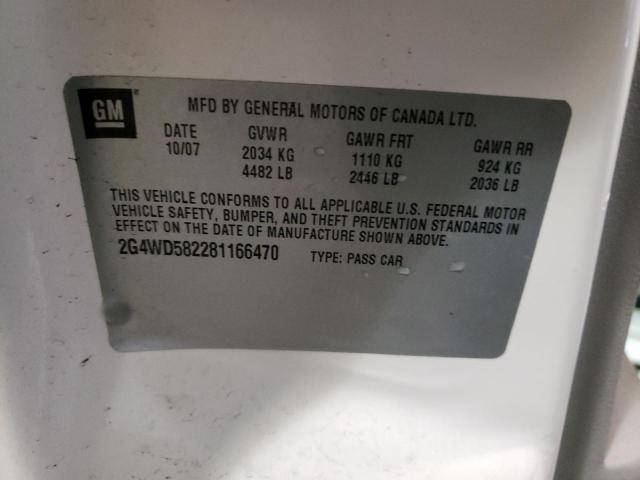 GM
MFD BY GENERAL MOTORS OF CANADA LTD.
DATE GVWR GAWR FRT GAWR RR
10/07 2034 KG 1110 KG 924 KG
4482 LB 2446 LB 2036 LB
THIS VEHICLE CONFORMS TO ALL APPLICABLE U.S. FEDERAL MOTOR
VEHICLE SAFETY, BUMPER, AND THEFT PREVENTION STANDARDS IN
EFFECT ON THE DATE OF MANUFACTURE SHOWN ABOVE.
2G4WD582281166470 TYPE: PASS CAR